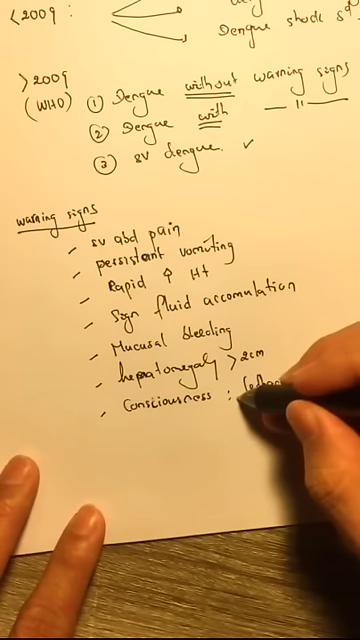 <2009 :
Dengue shock sd
>2009
(WHO) ① Dengue without warning signs
② Dengue with — " —
③ sv dengue. ✓
warning signs
- sv abd pain
- persistant vomiting
- Rapid ↑ Ht
- Sign fluid accumulation
- Mucusal bleeding
- hepatomegaly > 2cm
- Consciousness :